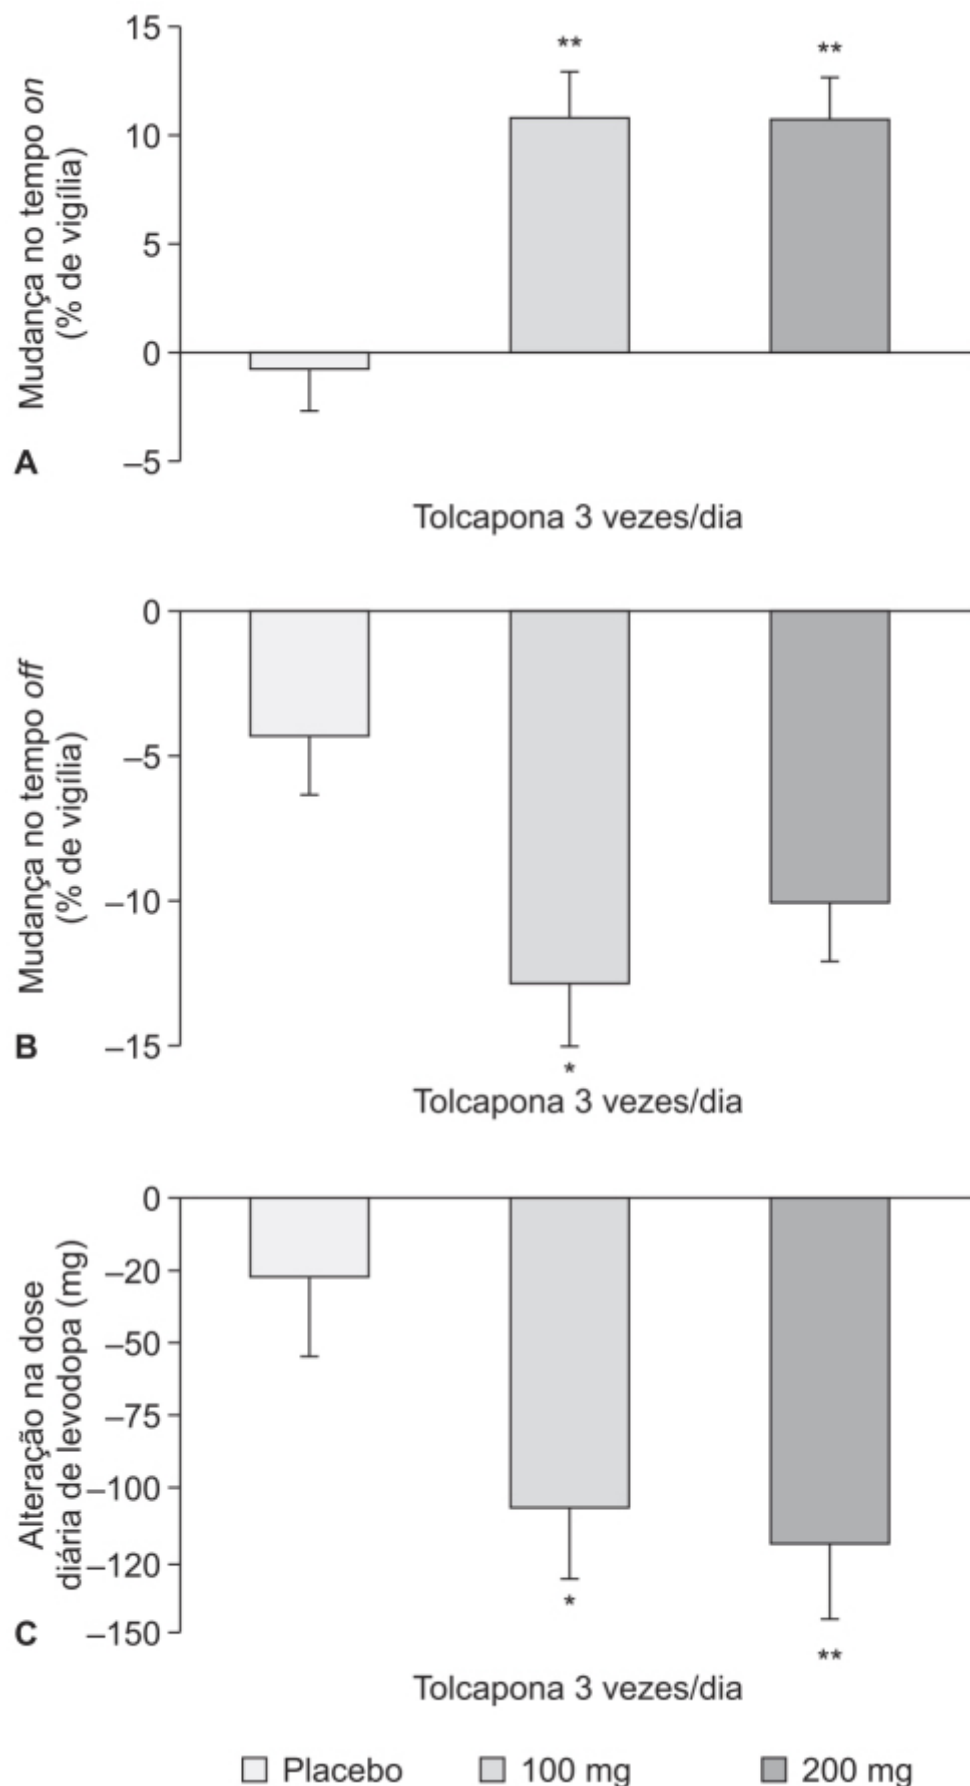 15
10
5
0
–5
**
**
Mudança no tempo on
(% de vigília)
A
Tolcapona 3 vezes/dia
0
–5
–10
–15
*
Mudança no tempo off
(% de vigília)
B
Tolcapona 3 vezes/dia
0
–20
–50
–75
–100
–120
–150
*
**
Alteração na dose
diária de levodopa (mg)
C
Tolcapona 3 vezes/dia
Placebo 100 mg 200 mg